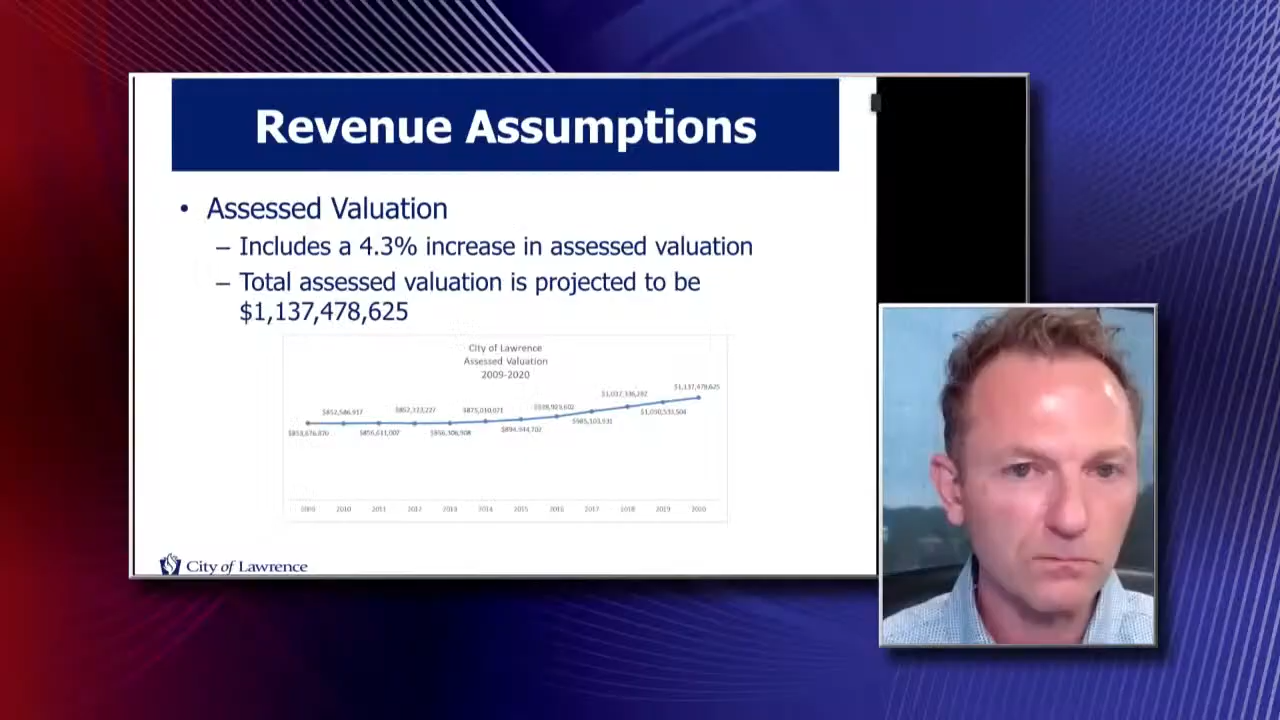 Revenue Assumptions
• Assessed Valuation
– Includes a 4.3% increase in assessed valuation
– Total assessed valuation is projected to be
$1,137,478,625
City of Lawrence
Assessed Valuation
2009-2020
$1,137,478,625
2009 2010 2011 2012 2013 2014 2015 2016 2017 2018 2019 2020
City of Lawrence